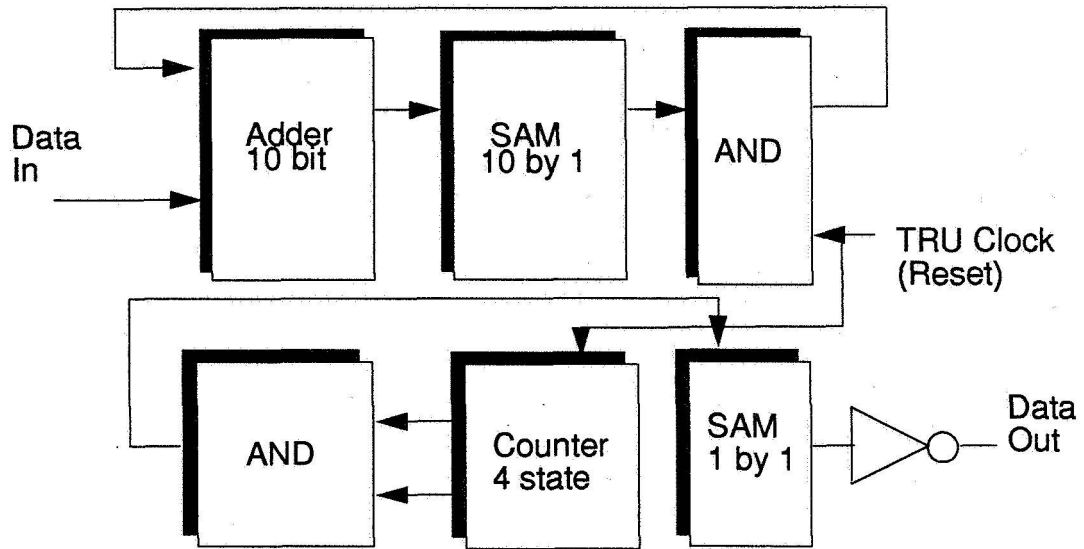 Data
In
Adder
10 bit
SAM
10 by 1
AND
TRU Clock
(Reset)
AND
Counter
4 state
SAM
1 by 1
Data
Out